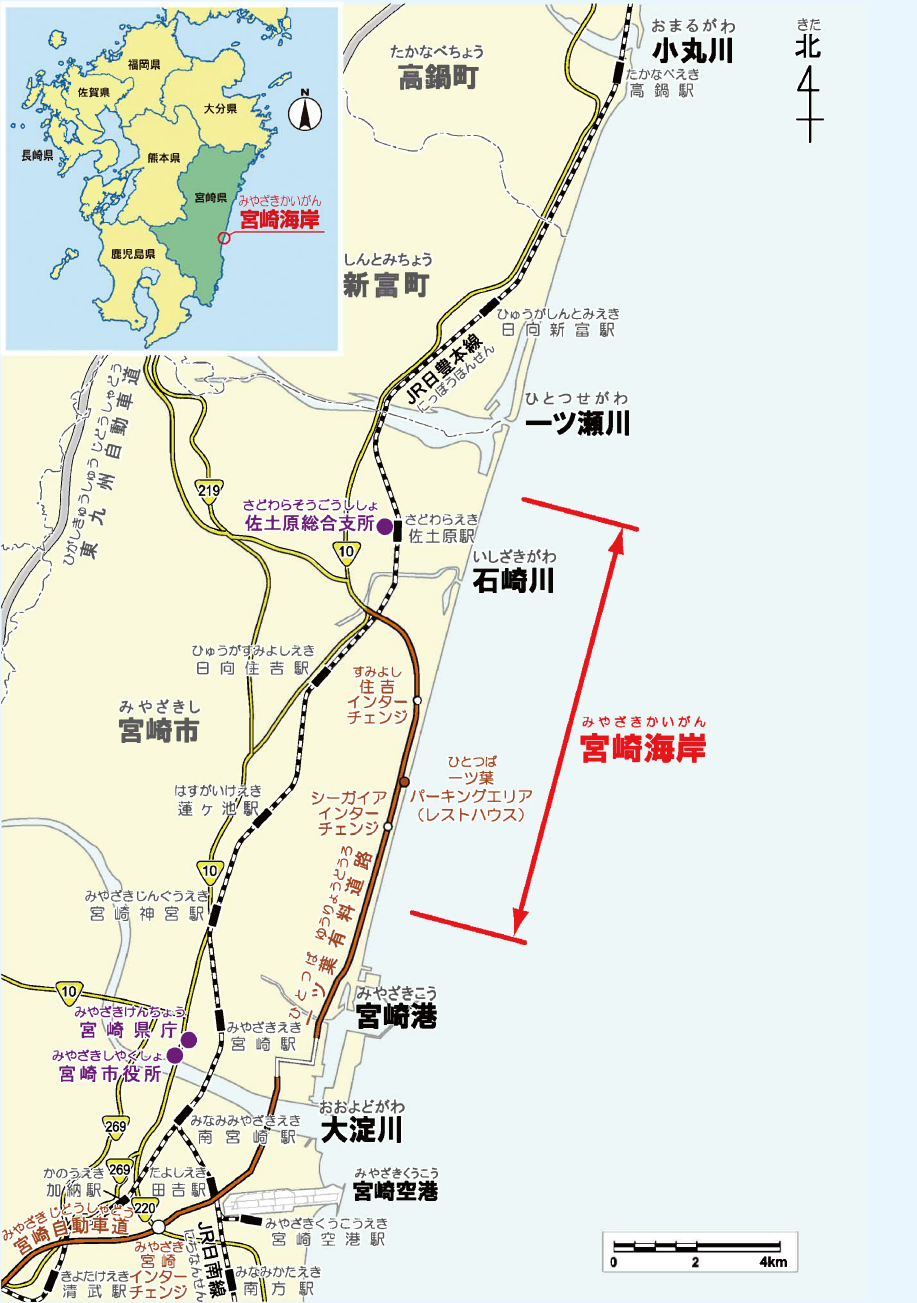 福岡県
佐賀県
大分県
長崎県
熊本県
宮崎県
鹿児島県
みやざきかいがん
宮崎海岸
N
おまるがわ
小丸川
きた
北
たかなべちょう
高鍋町
たかなべえき
高鍋駅
しんとみちょう
新富町
ひゅうがしんとみえき
日向新富駅
JR日豊本線
にっぽうほんせん
ひとつせがわ
一ツ瀬川
ひがしきゅうしゅうじどうしゃどう
東九州自動車道
219
さどわらそうごうししょ
佐土原総合支所
さどわらえき
佐土原駅
10
いしざきがわ
石崎川
ひゅうがすみよしえき
日向住吉駅
すみよし
住吉
インター
チェンジ
みやざきし
宮崎市
みやざきかいがん
宮崎海岸
ひとつば
一ツ葉
パーキングエリア
(レストハウス)
はすがいけえき
蓮ヶ池駅
シーガイア
インター
チェンジ
10
ひとつば ゆうりょうどうろ
一ツ葉有料道路
みやざきじんぐうえき
宮崎神宮駅
10
みやざきこう
宮崎港
みやざきけんちょう
宮崎県庁
みやざきえき
宮崎駅
みやざきしやくしょ
宮崎市役所
おおよどがわ
大淀川
みなみみやざきえき
南宮崎駅
269
269
かのうえき
加納駅
たよしえき
田吉駅
みやざきくうこう
宮崎空港
220
みやざきじどうしゃどう
宮崎自動車道
みやざきくうこうえき
宮崎空港駅
みやざき
宮崎
インター
チェンジ
JR日南線
にちなんせん
きよたけえき
清武駅
みなみかたえき
南方駅
0 2 4km